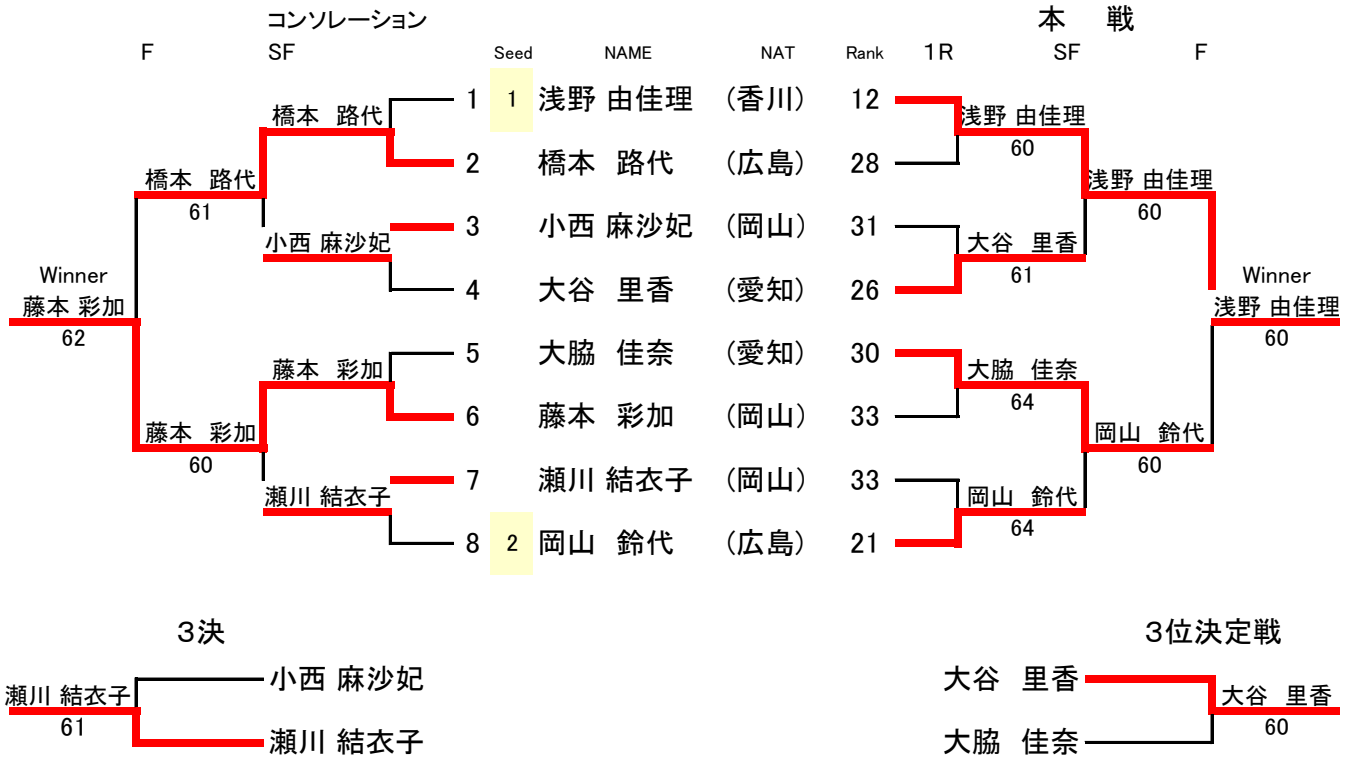 コンソレーション 本 戦
F SF Seed NAME NAT Rank 1R SF F
1 1 浅野 由佳理 (香川) 12
橋本 路代 浅野 由佳理
60
2 橋本 路代 (広島) 28
橋本 路代 浅野 由佳理
61 60
3 小西 麻沙妃 (岡山) 31
小西 麻沙妃 大谷 里香
61
4 大谷 里香 (愛知) 26
Winner Winner
藤本 彩加 浅野 由佳理
62 60
5 大脇 佳奈 (愛知) 30
藤本 彩加 大脇 佳奈
64
6 藤本 彩加 (岡山) 33
藤本 彩加 岡山 鈴代
60 60
7 瀬川 結衣子 (岡山) 33
瀬川 結衣子 岡山 鈴代
64
8 2 岡山 鈴代 (広島) 21
3決 3位決定戦
小西 麻沙妃 大谷 里香
瀬川 結衣子 大谷 里香
61 60
瀬川 結衣子 大脇 佳奈